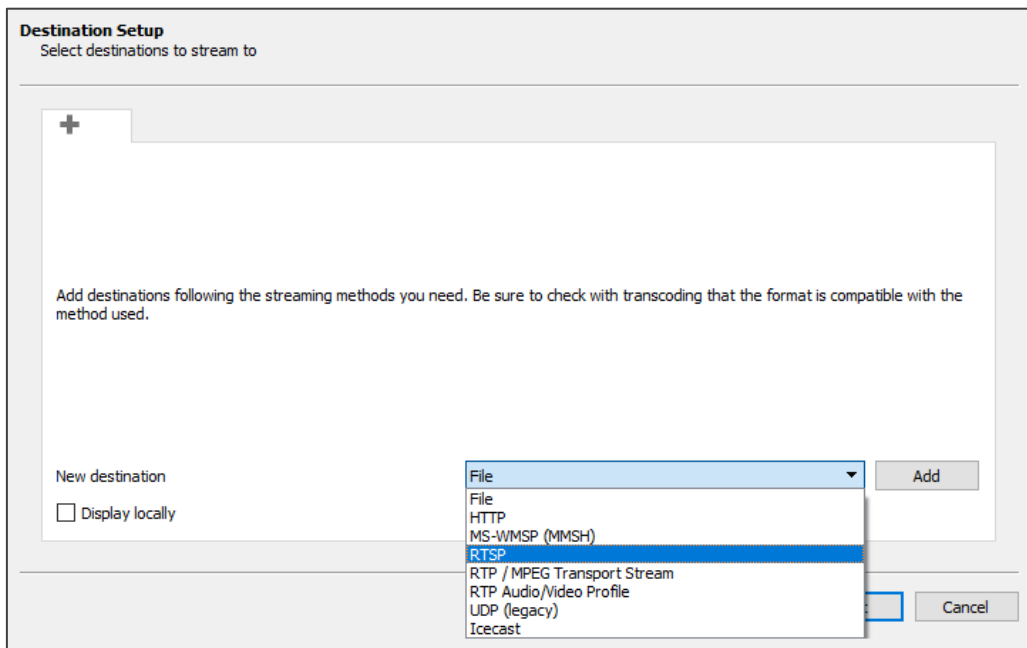 Destination Setup
Select destinations to stream to
Add destinations following the streaming methods you need. Be sure to check with transcoding that the format is compatible with the
method used.
New destination
File
Add
Display locally
File
HTTP
MS-WMSP (MMSH)
RTSP
RTP / MPEG Transport Stream
RTP Audio/Video Profile
UDP (legacy)
Icecast
Cancel